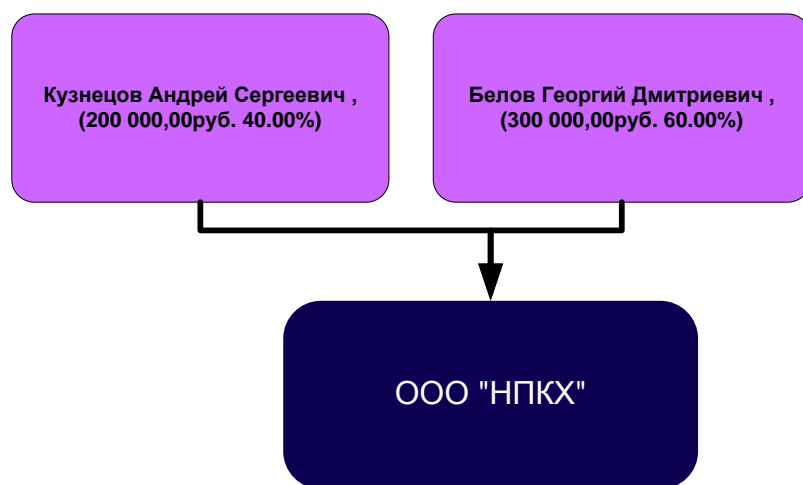 Кузнецов Андрей Сергеевич ,
(200 000,00руб. 40.00%)
Белов Георгий Дмитриевич ,
(300 000,00руб. 60.00%)
ООО "НПКХ"